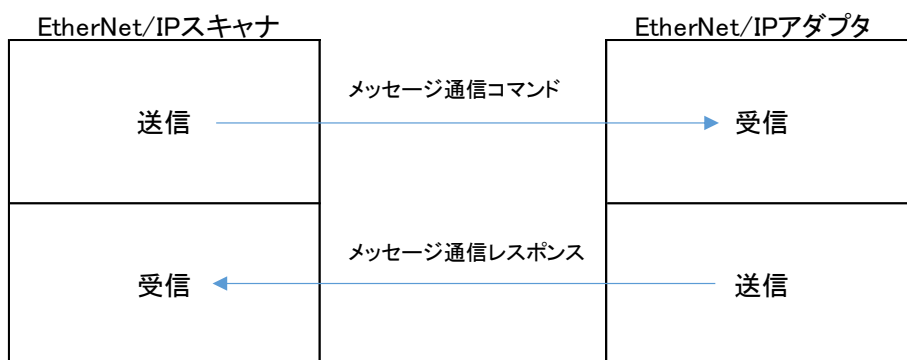 EtherNet/IPスキャナ
EtherNet/IPアダプタ
メッセージ通信コマンド
送信
受信
メッセージ通信レスポンス
受信
送信